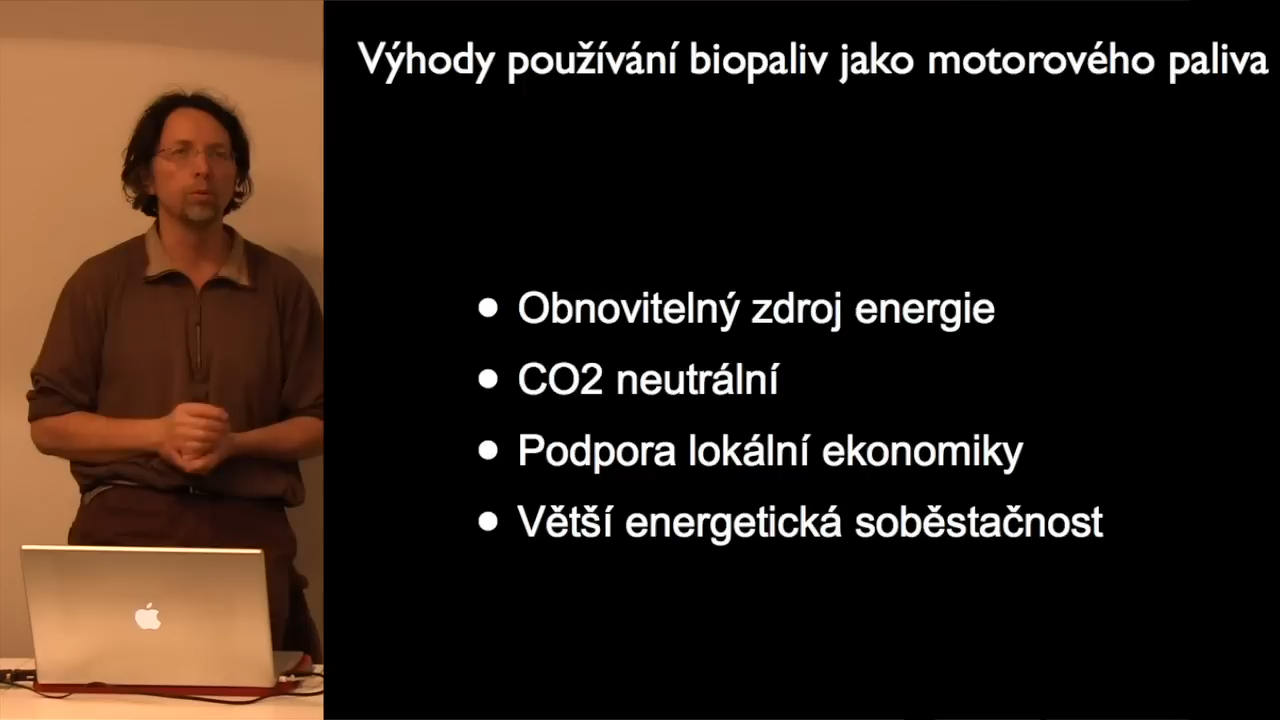 Výhody používání biopaliv jako motorového paliva
Obnovitelný zdroj energie
CO2 neutrální
Podpora lokální ekonomiky
Větší energetická soběstačnost